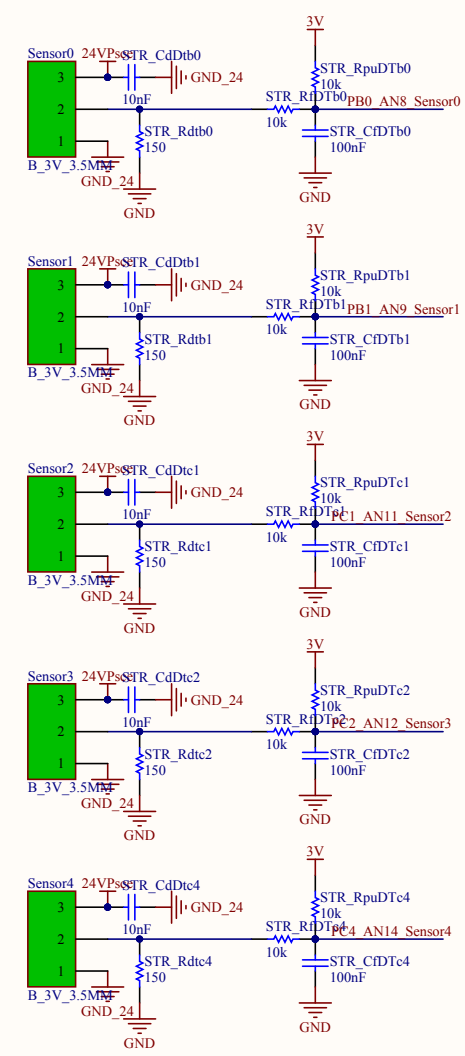 3V
Sensor0 24VPsos STR_CdDtb0
STR_RpuDTb0
3 GND_24 10k
10nF STR_RfDTb0 PB0_AN8_Sensor0
2
10k
STR_Rdtb0 STR_CfDTb0
1 150 100nF
B_3V_3.5MM
GND_24
GND GND
3V
Sensor1 STR_CdDtb1
STR_RpuDTb1
3 GND_24 10k
10nF STR_RfDTb1 PB1_AN9_Sensor1
2
10k
STR_Rdtb1 STR_CfDTb1
1 150 100nF
B_3V_3.5MM
GND_24
GND GND
3V
Sensor2 STR_CdDtc1
STR_RpuDTc1
3 GND_24 10k
10nF STR_RfDTc1 PC1_AN11_Sensor2
2
10k
STR_Rdtc1 STR_CfDTc1
1 150 100nF
B_3V_3.5MM
GND_24
GND GND
3V
Sensor3 STR_CdDtc2
STR_RpuDTc2
3 GND_24 10k
10nF STR_RfDTc2 PC2_AN12_Sensor3
2
10k
STR_Rdtc2 STR_CfDTc2
1 150 100nF
B_3V_3.5MM
GND_24
GND GND
3V
Sensor4 STR_CdDtc4
STR_RpuDTc4
3 GND_24 10k
10nF STR_RfDTc4 PC4_AN14_Sensor4
2
10k
STR_Rdtc4 STR_CfDTc4
1 150 100nF
B_3V_3.5MM
GND_24
GND GND